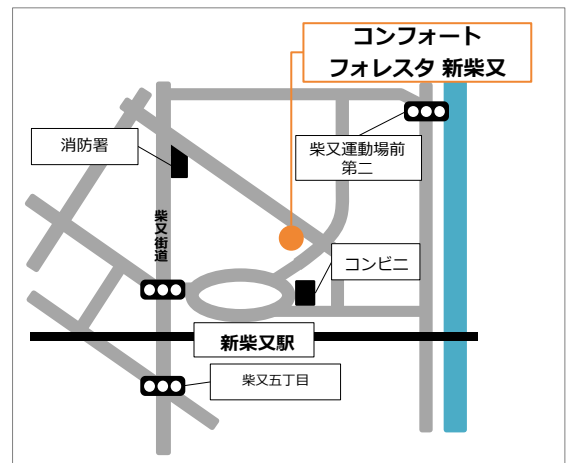 コンフォート
フォレスタ 新柴又
消防署
柴又運動場前
第二
柴又街道
コンビニ
新柴又駅
柴又五丁目